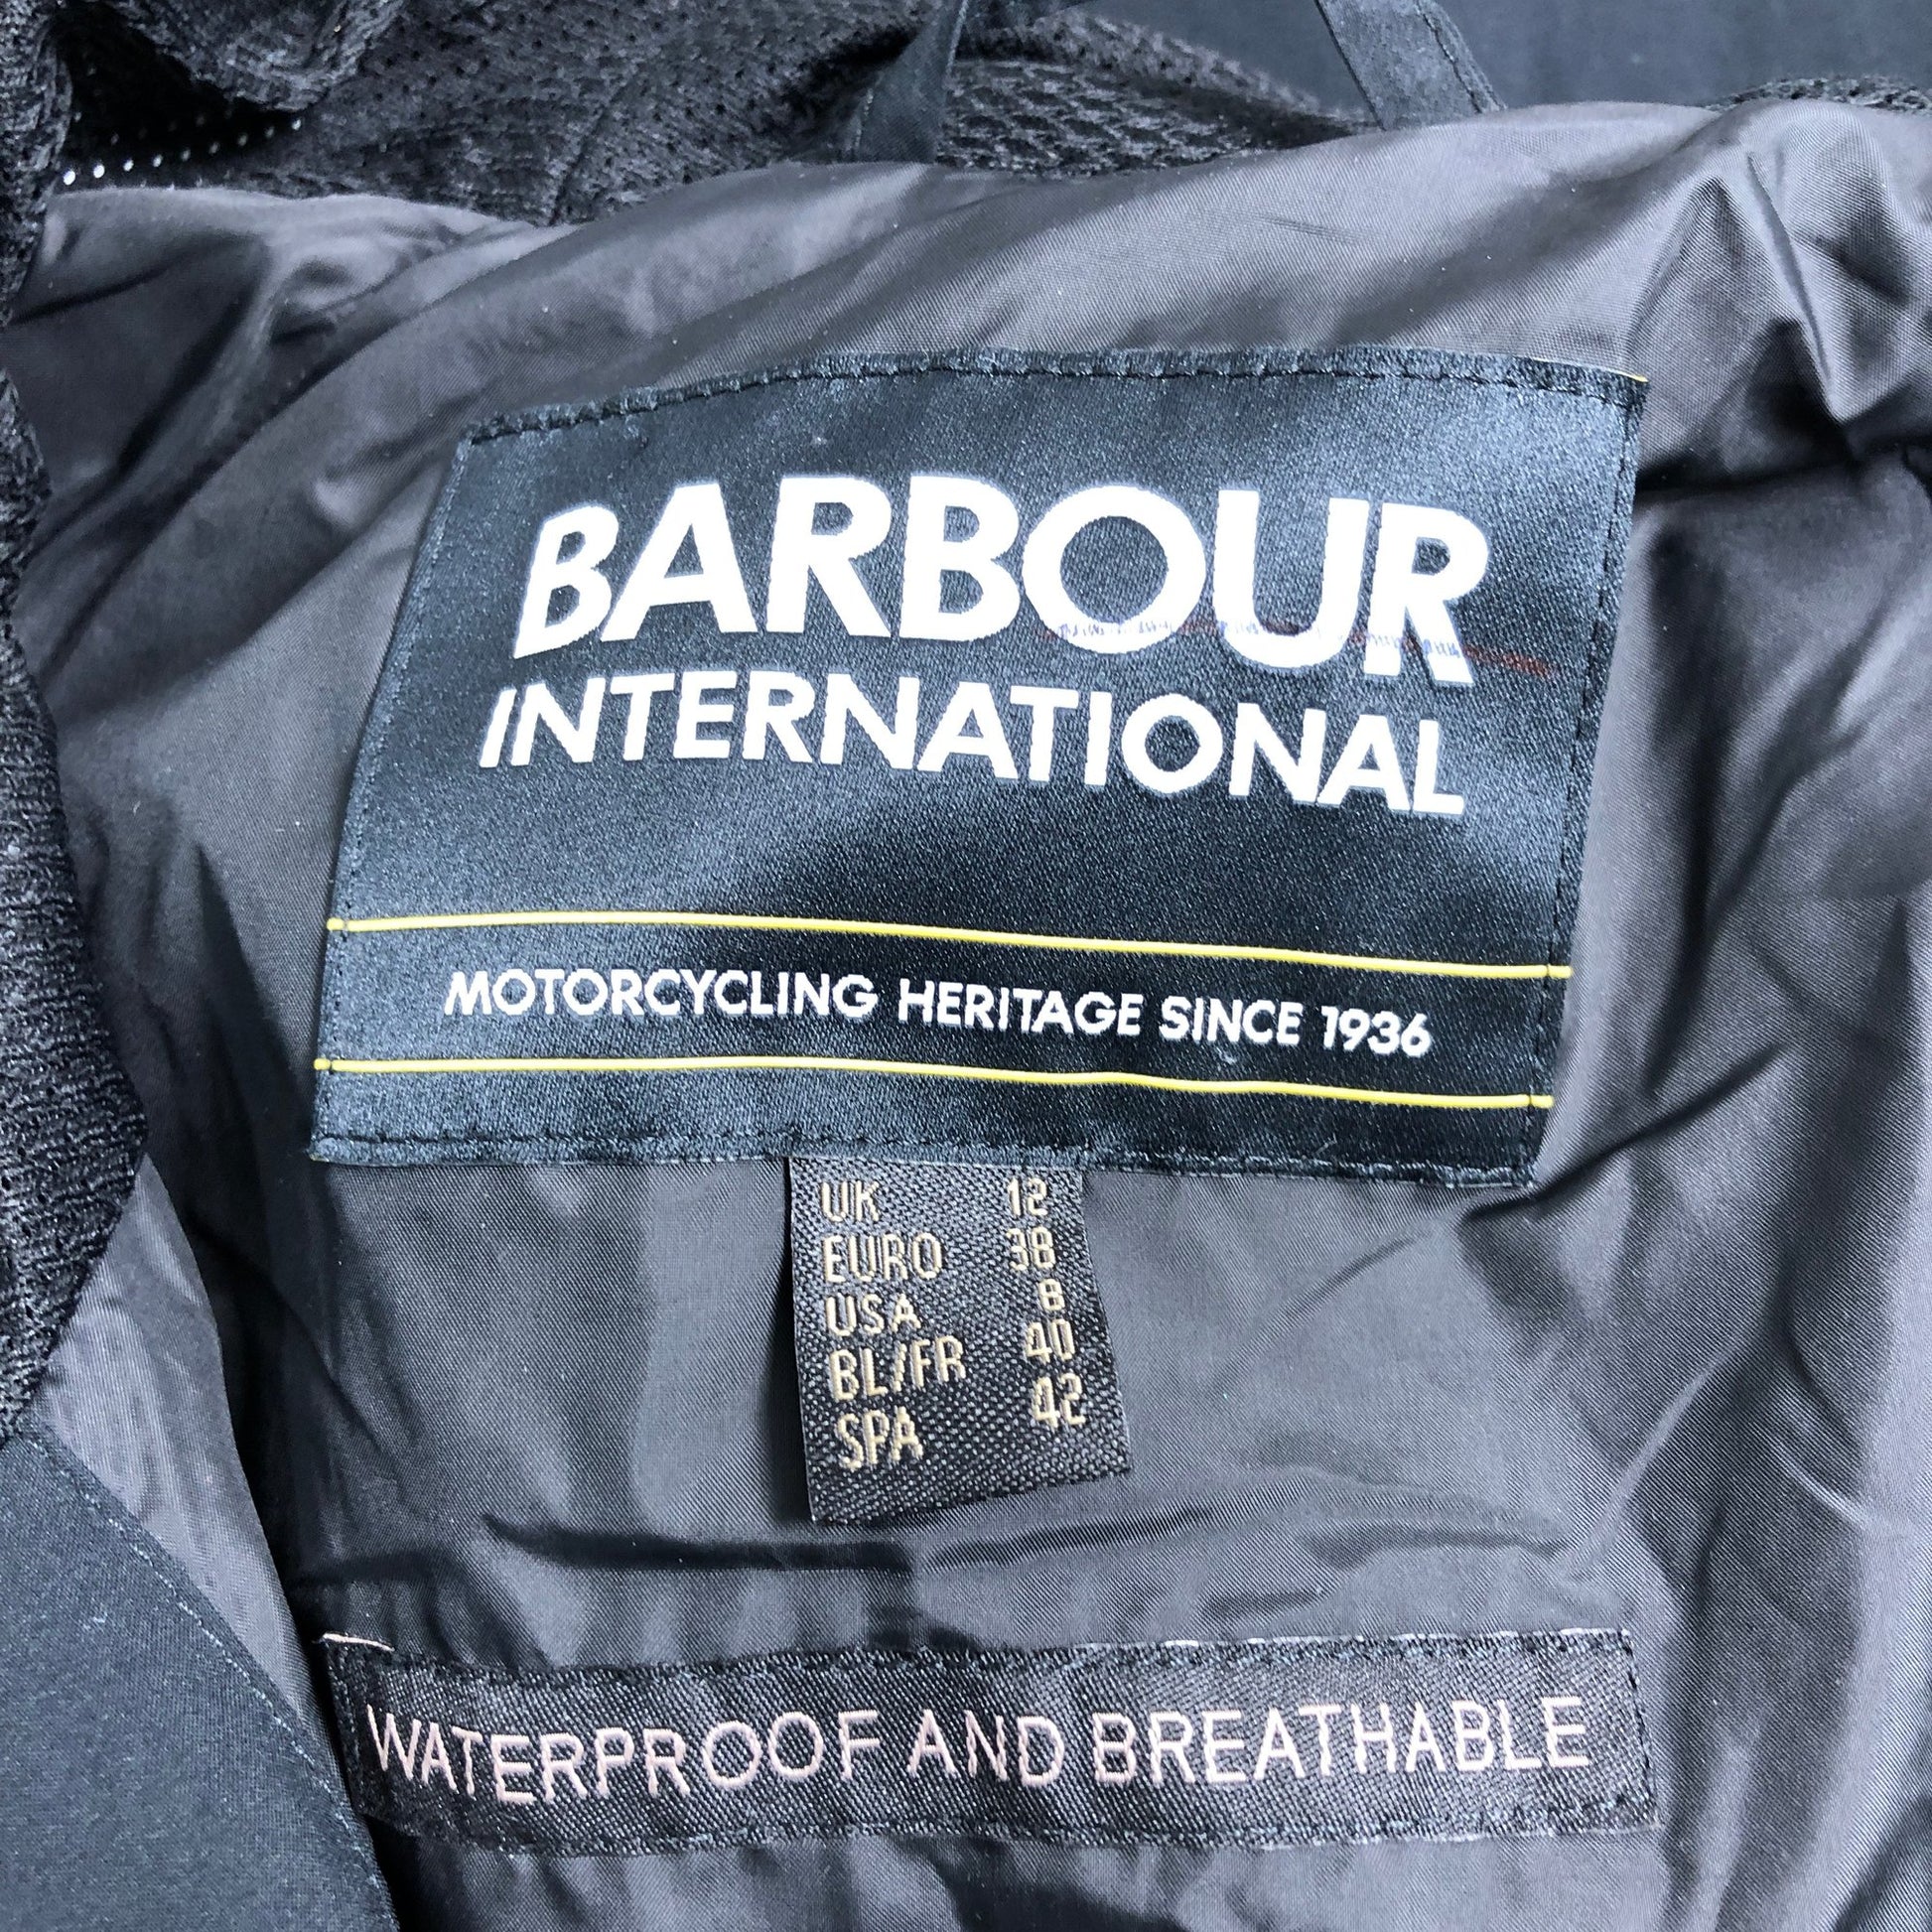 BARBOUR
INTERNATIONAL
MOTORCYCLING HERITAGE SINCE 1936
UK 12
EURO 38
USA 8
BL/FR 40
SPA 42
WATERPROOF AND BREATHABLE